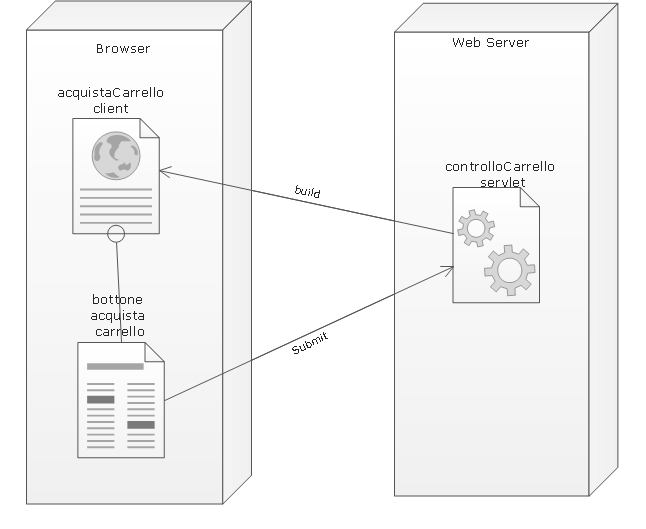 Browser
Web Server
acquistaCarrello
client
controlloCarrello
servlet
build
bottone
acquista
carrello
Submit